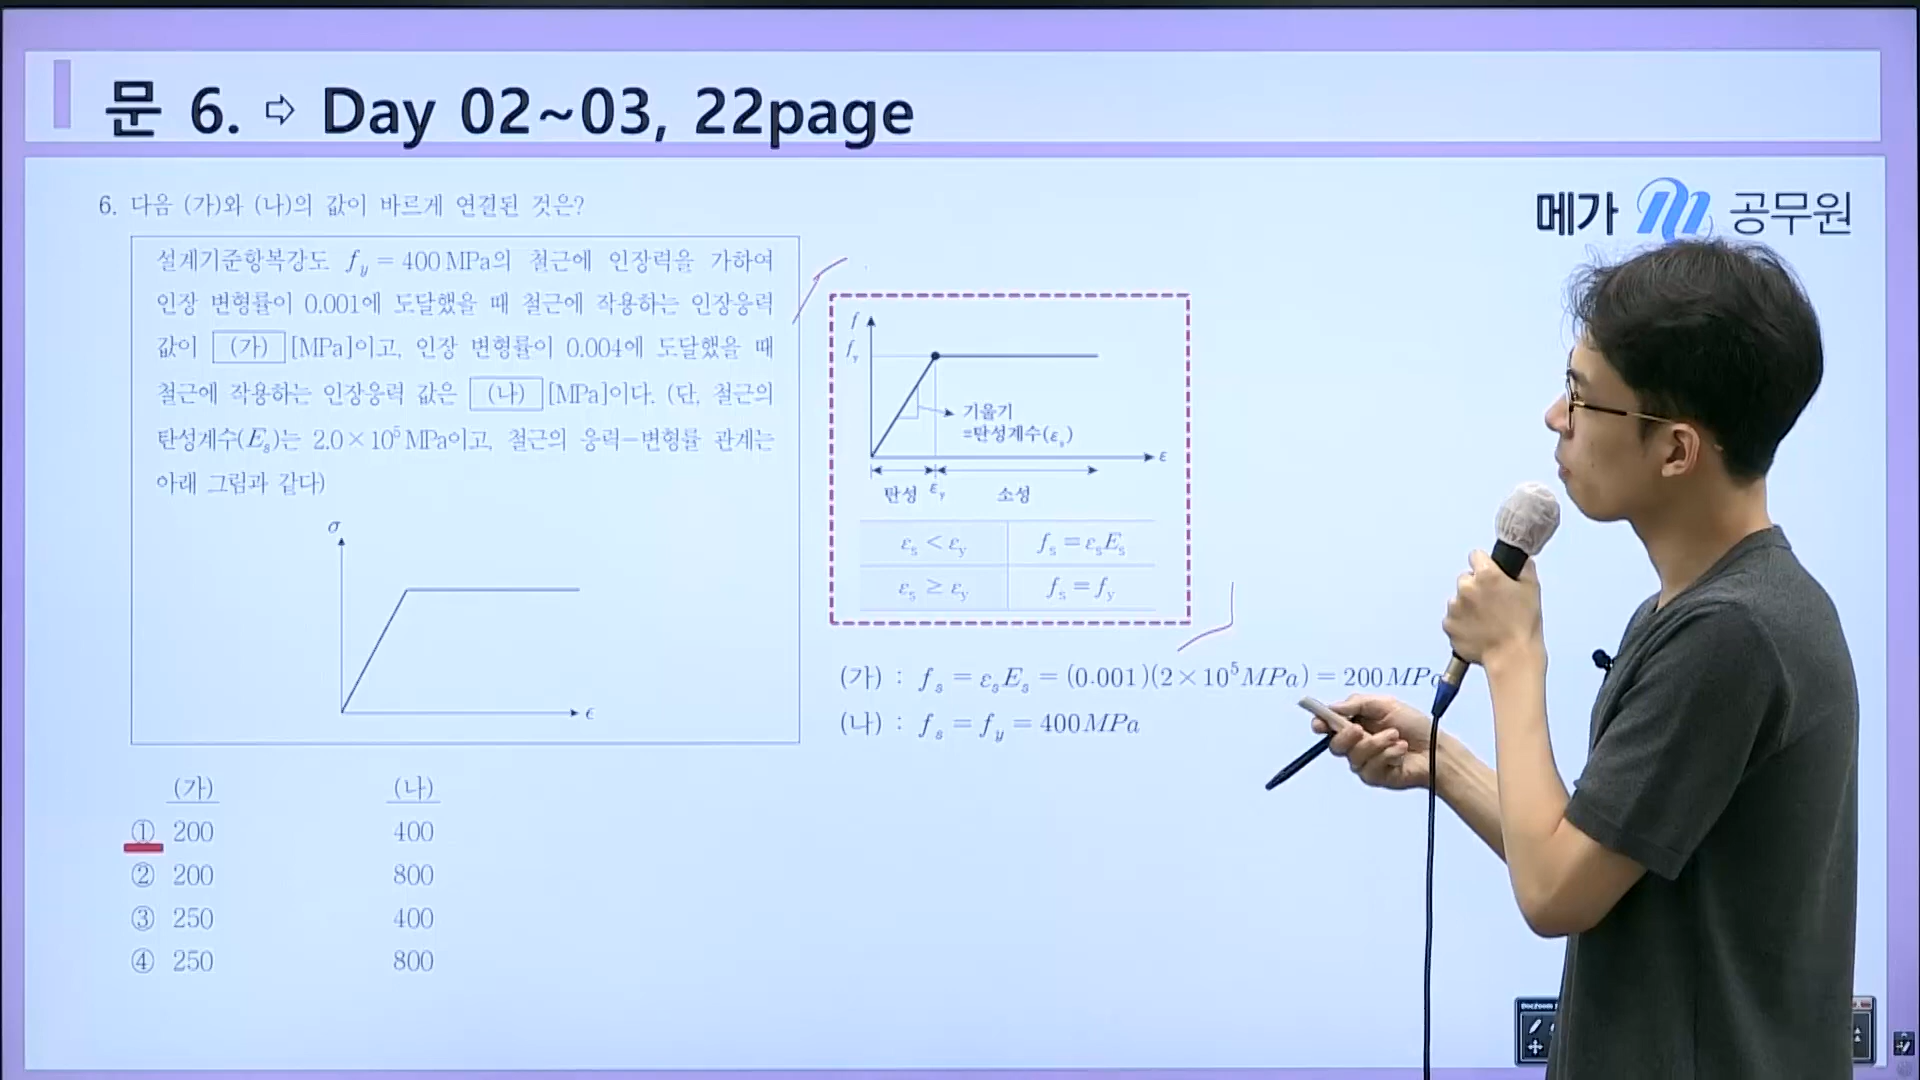 문 6. ⇨ Day 02~03, 22page
메가 공무원
6. 다음 (가)와 (나)의 값이 바르게 연결된 것은?
설계기준항복강도 f_y = 400 MPa의 철근에 인장력을 가하여
인장 변형률이 0.001에 도달했을 때 철근에 작용하는 인장응력
값이 (가) [MPa]이고, 인장 변형률이 0.004에 도달했을 때
철근에 작용하는 인장응력 값은 (나) [MPa]이다. (단, 철근의
탄성계수(E_s)는 2.0×10⁵ MPa이고, 철근의 응력-변형률 관계는
아래 그림과 같다)
σ
ϵ
f
f_y
기울기
=탄성계수(ε_s)
ε
탄성 ε_y 소성
ε_s < ε_y f_s = ε_s E_s
ε_s ≥ ε_y f_s = f_y
(가) : f_s = ε_s E_s = (0.001)(2×10⁵ MPa) = 200 MPa
(나) : f_s = f_y = 400 MPa
(가) (나)
① 200 400
② 200 800
③ 250 400
④ 250 800